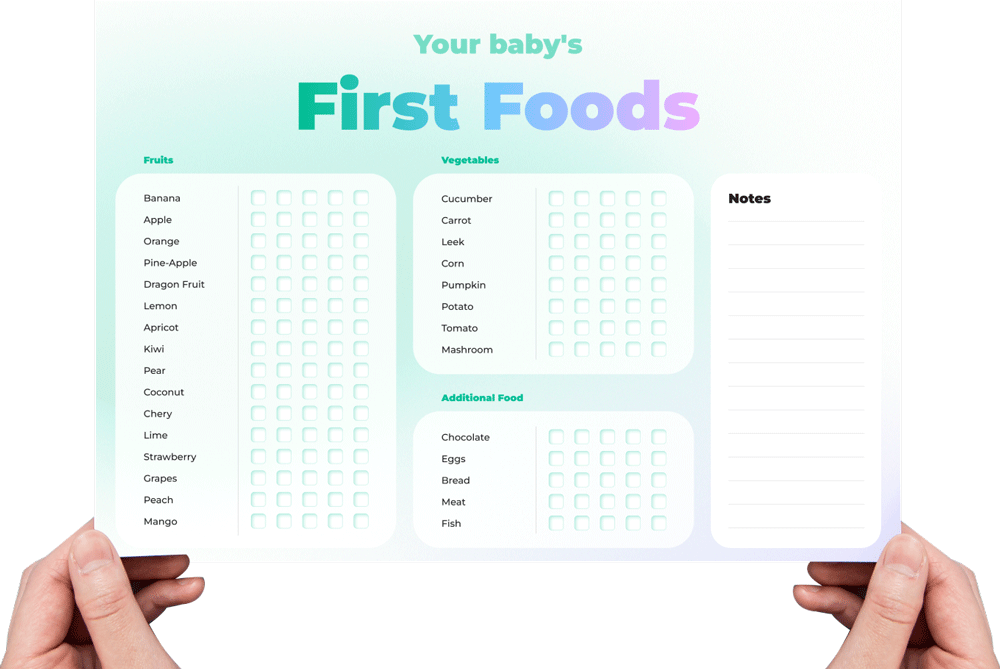 Your baby's
First Foods
Fruits
Banana
Apple
Orange
Pine-Apple
Dragon Fruit
Lemon
Apricot
Kiwi
Pear
Coconut
Chery
Lime
Strawberry
Grapes
Peach
Mango
Vegetables
Cucumber
Carrot
Leek
Corn
Pumpkin
Potato
Tomato
Mashroom
Additional Food
Chocolate
Eggs
Bread
Meat
Fish
Notes